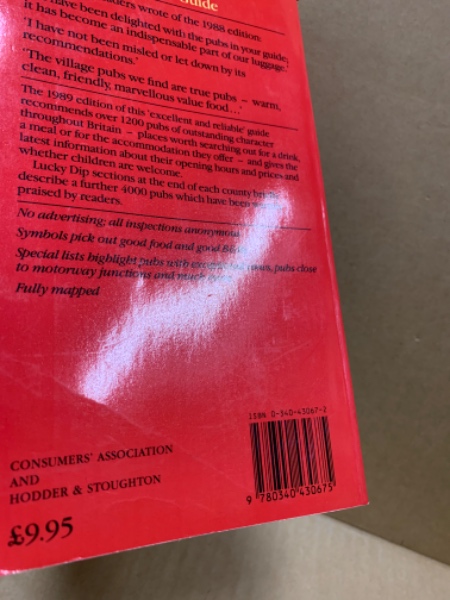 Guide
readers wrote of the 1988 edition:
have been delighted with the pubs in your guide;
it has become an indispensable part of our luggage.'
'I have not been misled or let down by its
recommendations.'
'The village pubs we find are true pubs – warm,
clean, friendly, marvellous value food...'
The 1989 edition of this 'excellent and reliable' guide
recommends over 1200 pubs of outstanding character
throughout Britain – places worth searching out for a drink,
a meal or for the accommodation they offer – and gives the
latest information about their opening hours and prices and
whether children are welcome.
Lucky Dip sections at the end of each county
describe a further 4000 pubs which have been
praised by readers.
No advertising; all inspections anonymous
Symbols pick out good food and good
Special lists highlight pubs with pubs close
to motorway junctions and much
Fully mapped
ISBN 0-340-43067-2
9 780340 430675
CONSUMERS' ASSOCIATION
AND
HODDER & STOUGHTON
£9.95